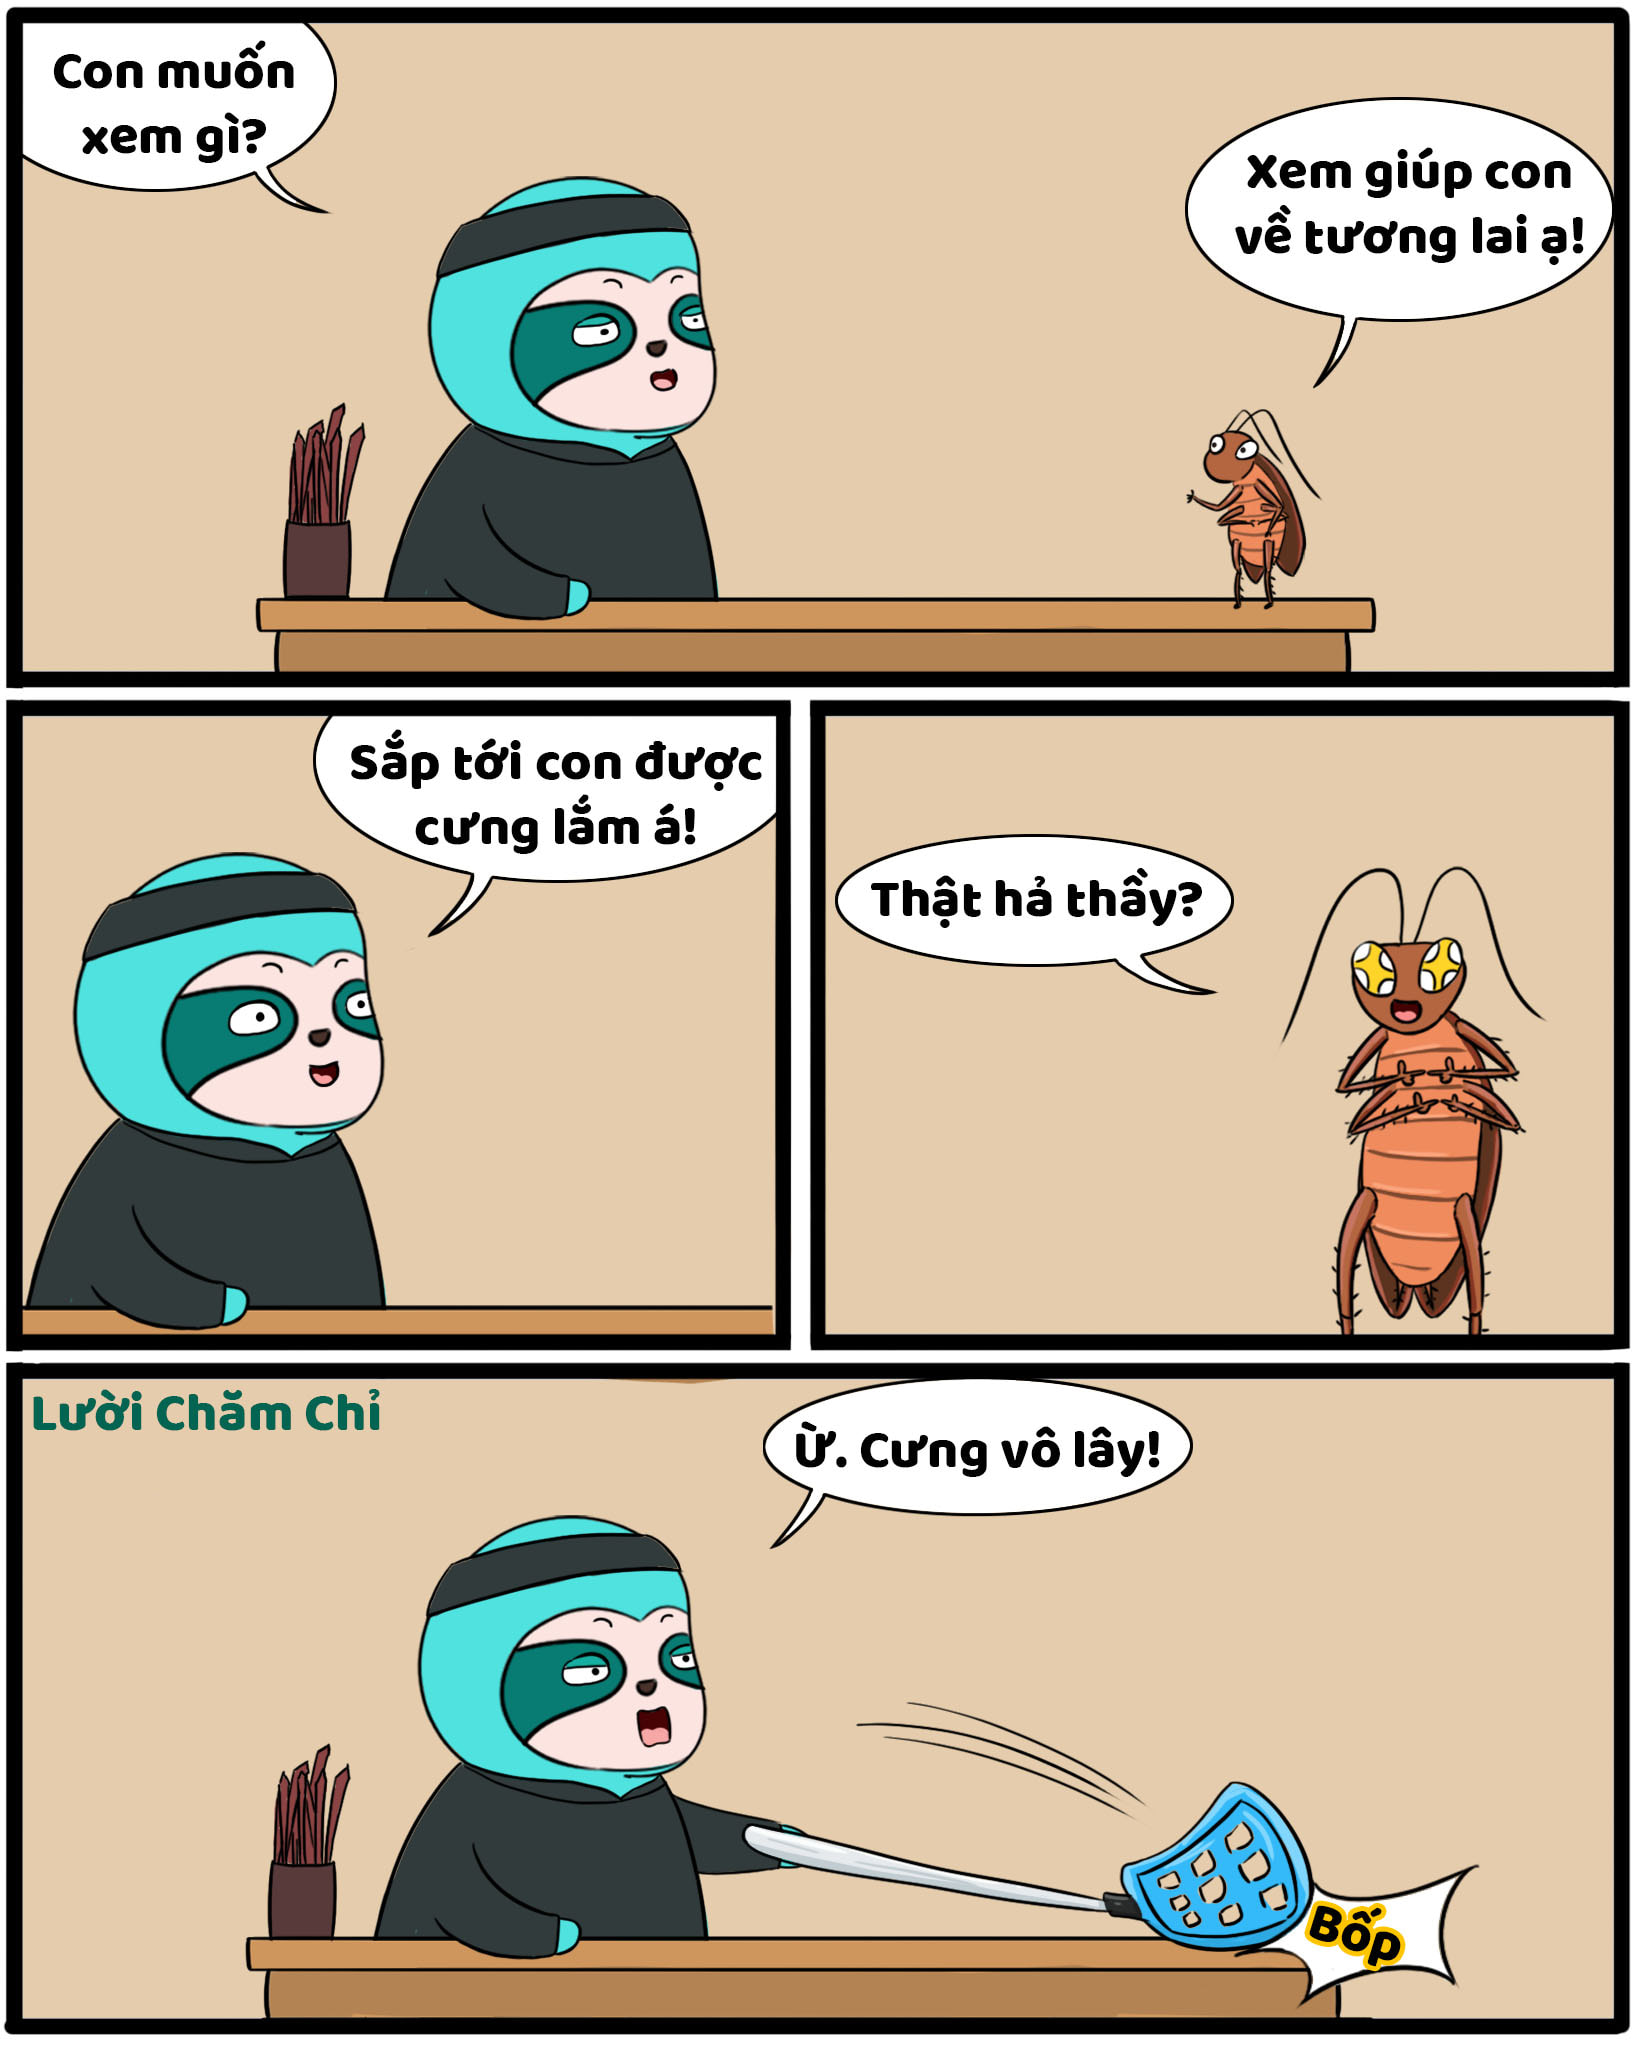 Con muốn
xem gì?
Xem giúp con
về tương lai ạ!
Sắp tới con được
cưng lắm á!
Thật hả thầy?
Lười Chăm Chỉ
Ừ. Cưng vô lây!
Bốp